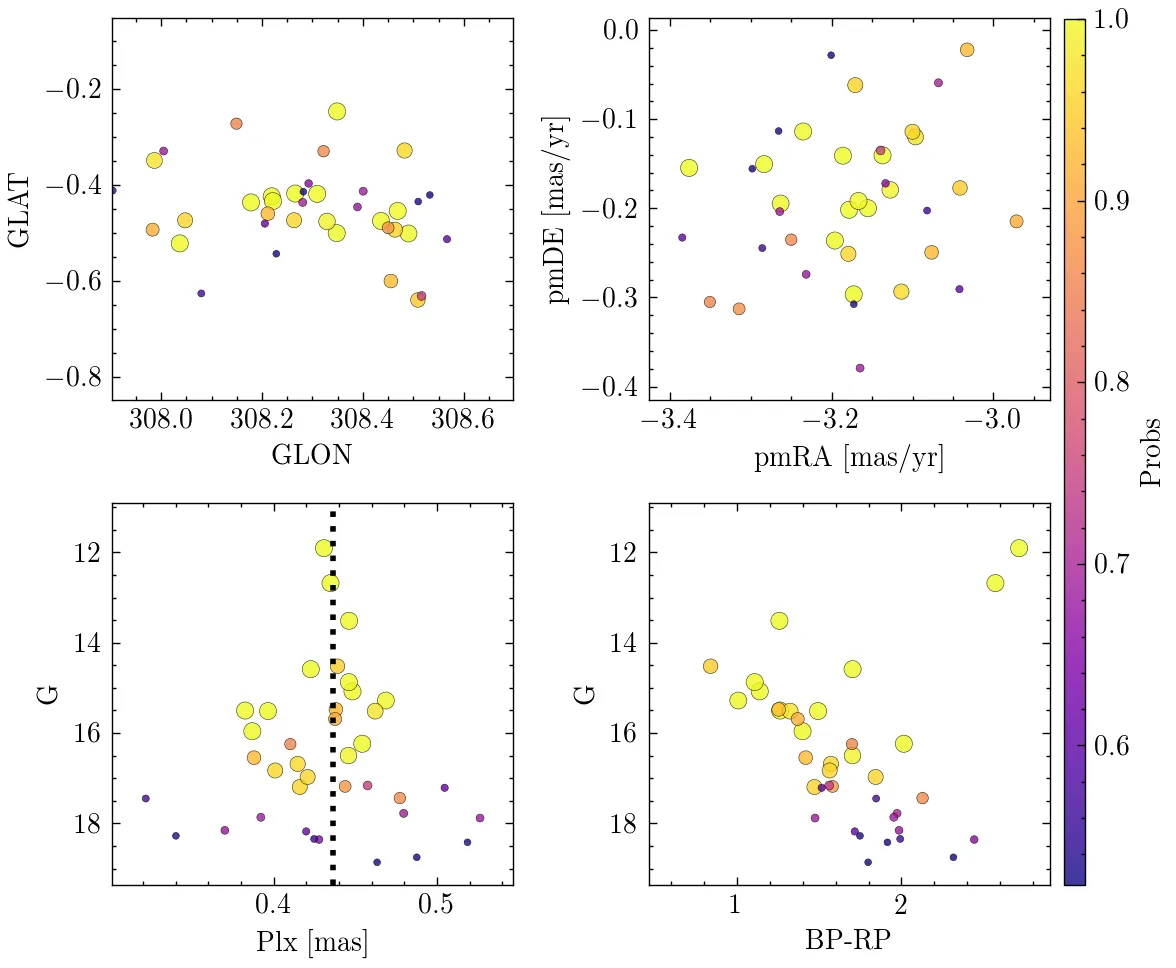 −0.2
−0.4
−0.6
−0.8
GLAT
308.0 308.2 308.4 308.6
GLON
0.0
−0.1
−0.2
−0.3
−0.4
pmDE [mas/yr]
−3.4 −3.2 −3.0
pmRA [mas/yr]
1.0
0.9
0.8
0.7
0.6
Probs
12
14
16
18
G
0.4 0.5
Plx [mas]
12
14
16
18
G
1 2
BP-RP